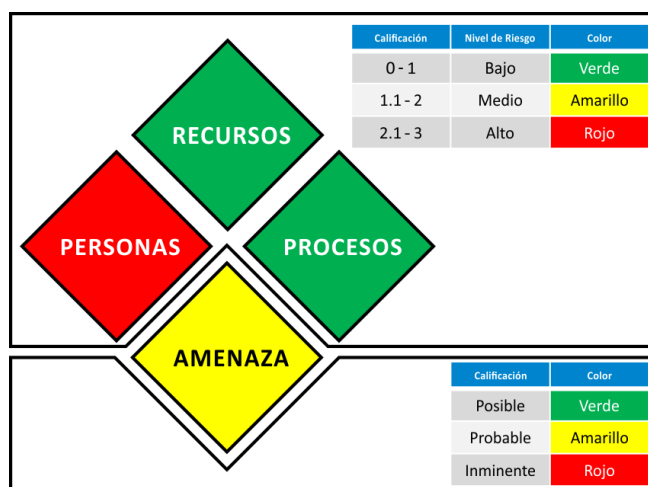 Calificación Nivel de Riesgo Color
0 - 1 Bajo Verde
1.1 - 2 Medio Amarillo
2.1 - 3 Alto Rojo
RECURSOS
PERSONAS
PROCESOS
AMENAZA
Calificación Color
Posible Verde
Probable Amarillo
Inminente Rojo